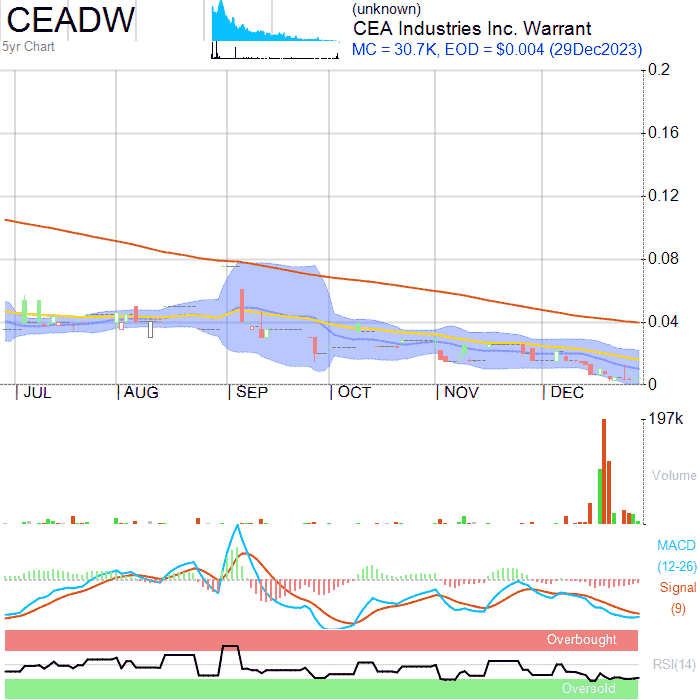 CEADW
5yr Chart
(unknown)
CEA Industries Inc. Warrant
MC = 30.7K, EOD = $0.004 (29Dec2023)
0.2
0.16
0.12
0.08
0.04
0
JUL AUG SEP OCT NOV DEC
197k
Volume
MACD
(12-26)
Signal
(9)
Overbought
RSI(14)
Oversold